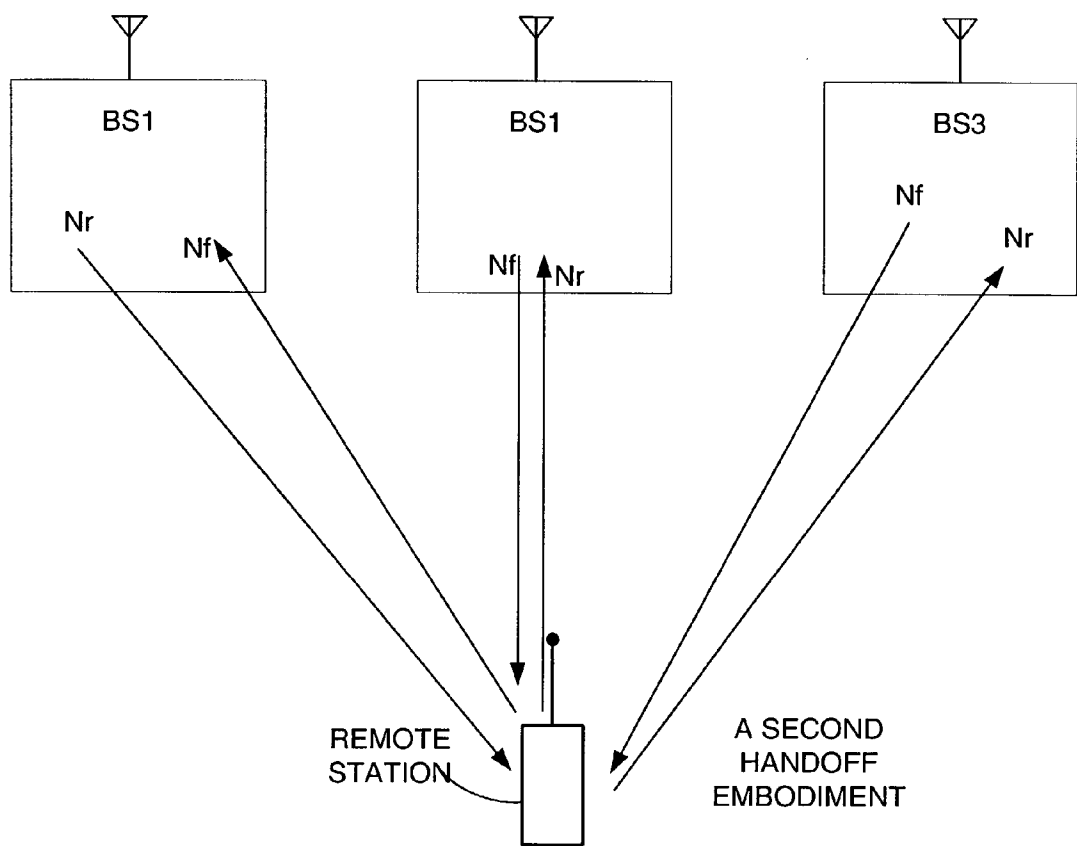 BS1
BS1
BS3
Nr
Nf
Nf
Nr
Nf
Nr
REMOTE
STATION
A SECOND
HANDOFF
EMBODIMENT